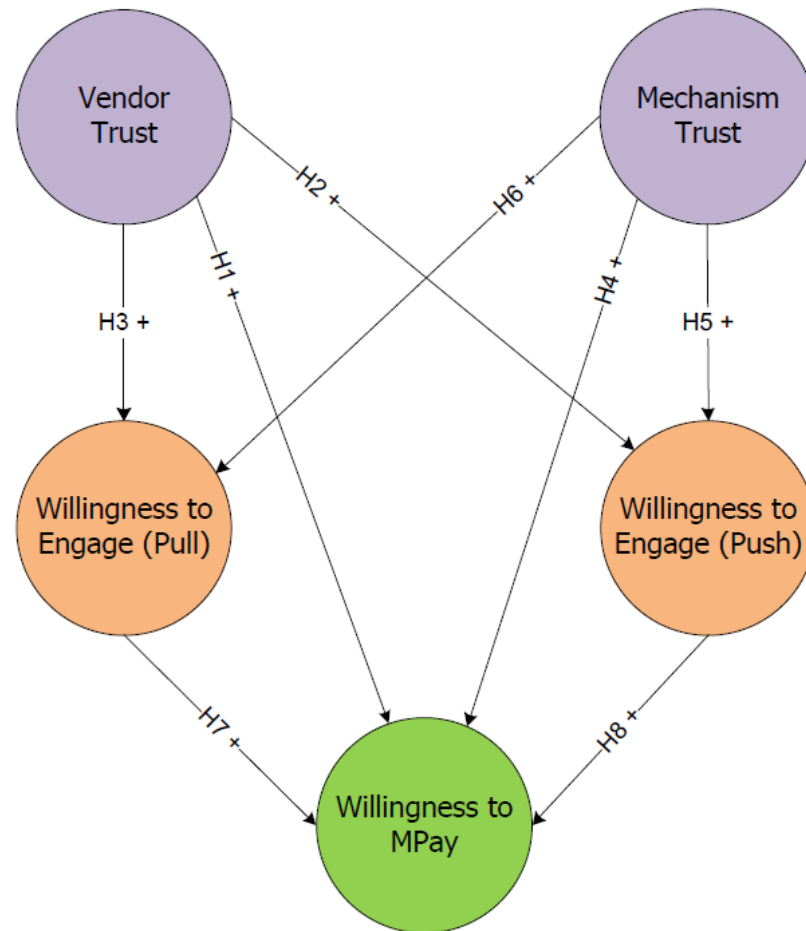 Vendor
Trust
Mechanism
Trust
H2 +
H6 +
H1 +
H4 +
H3 +
H5 +
Willingness to
Engage (Pull)
Willingness to
Engage (Push)
H7 +
H8 +
Willingness to
MPay